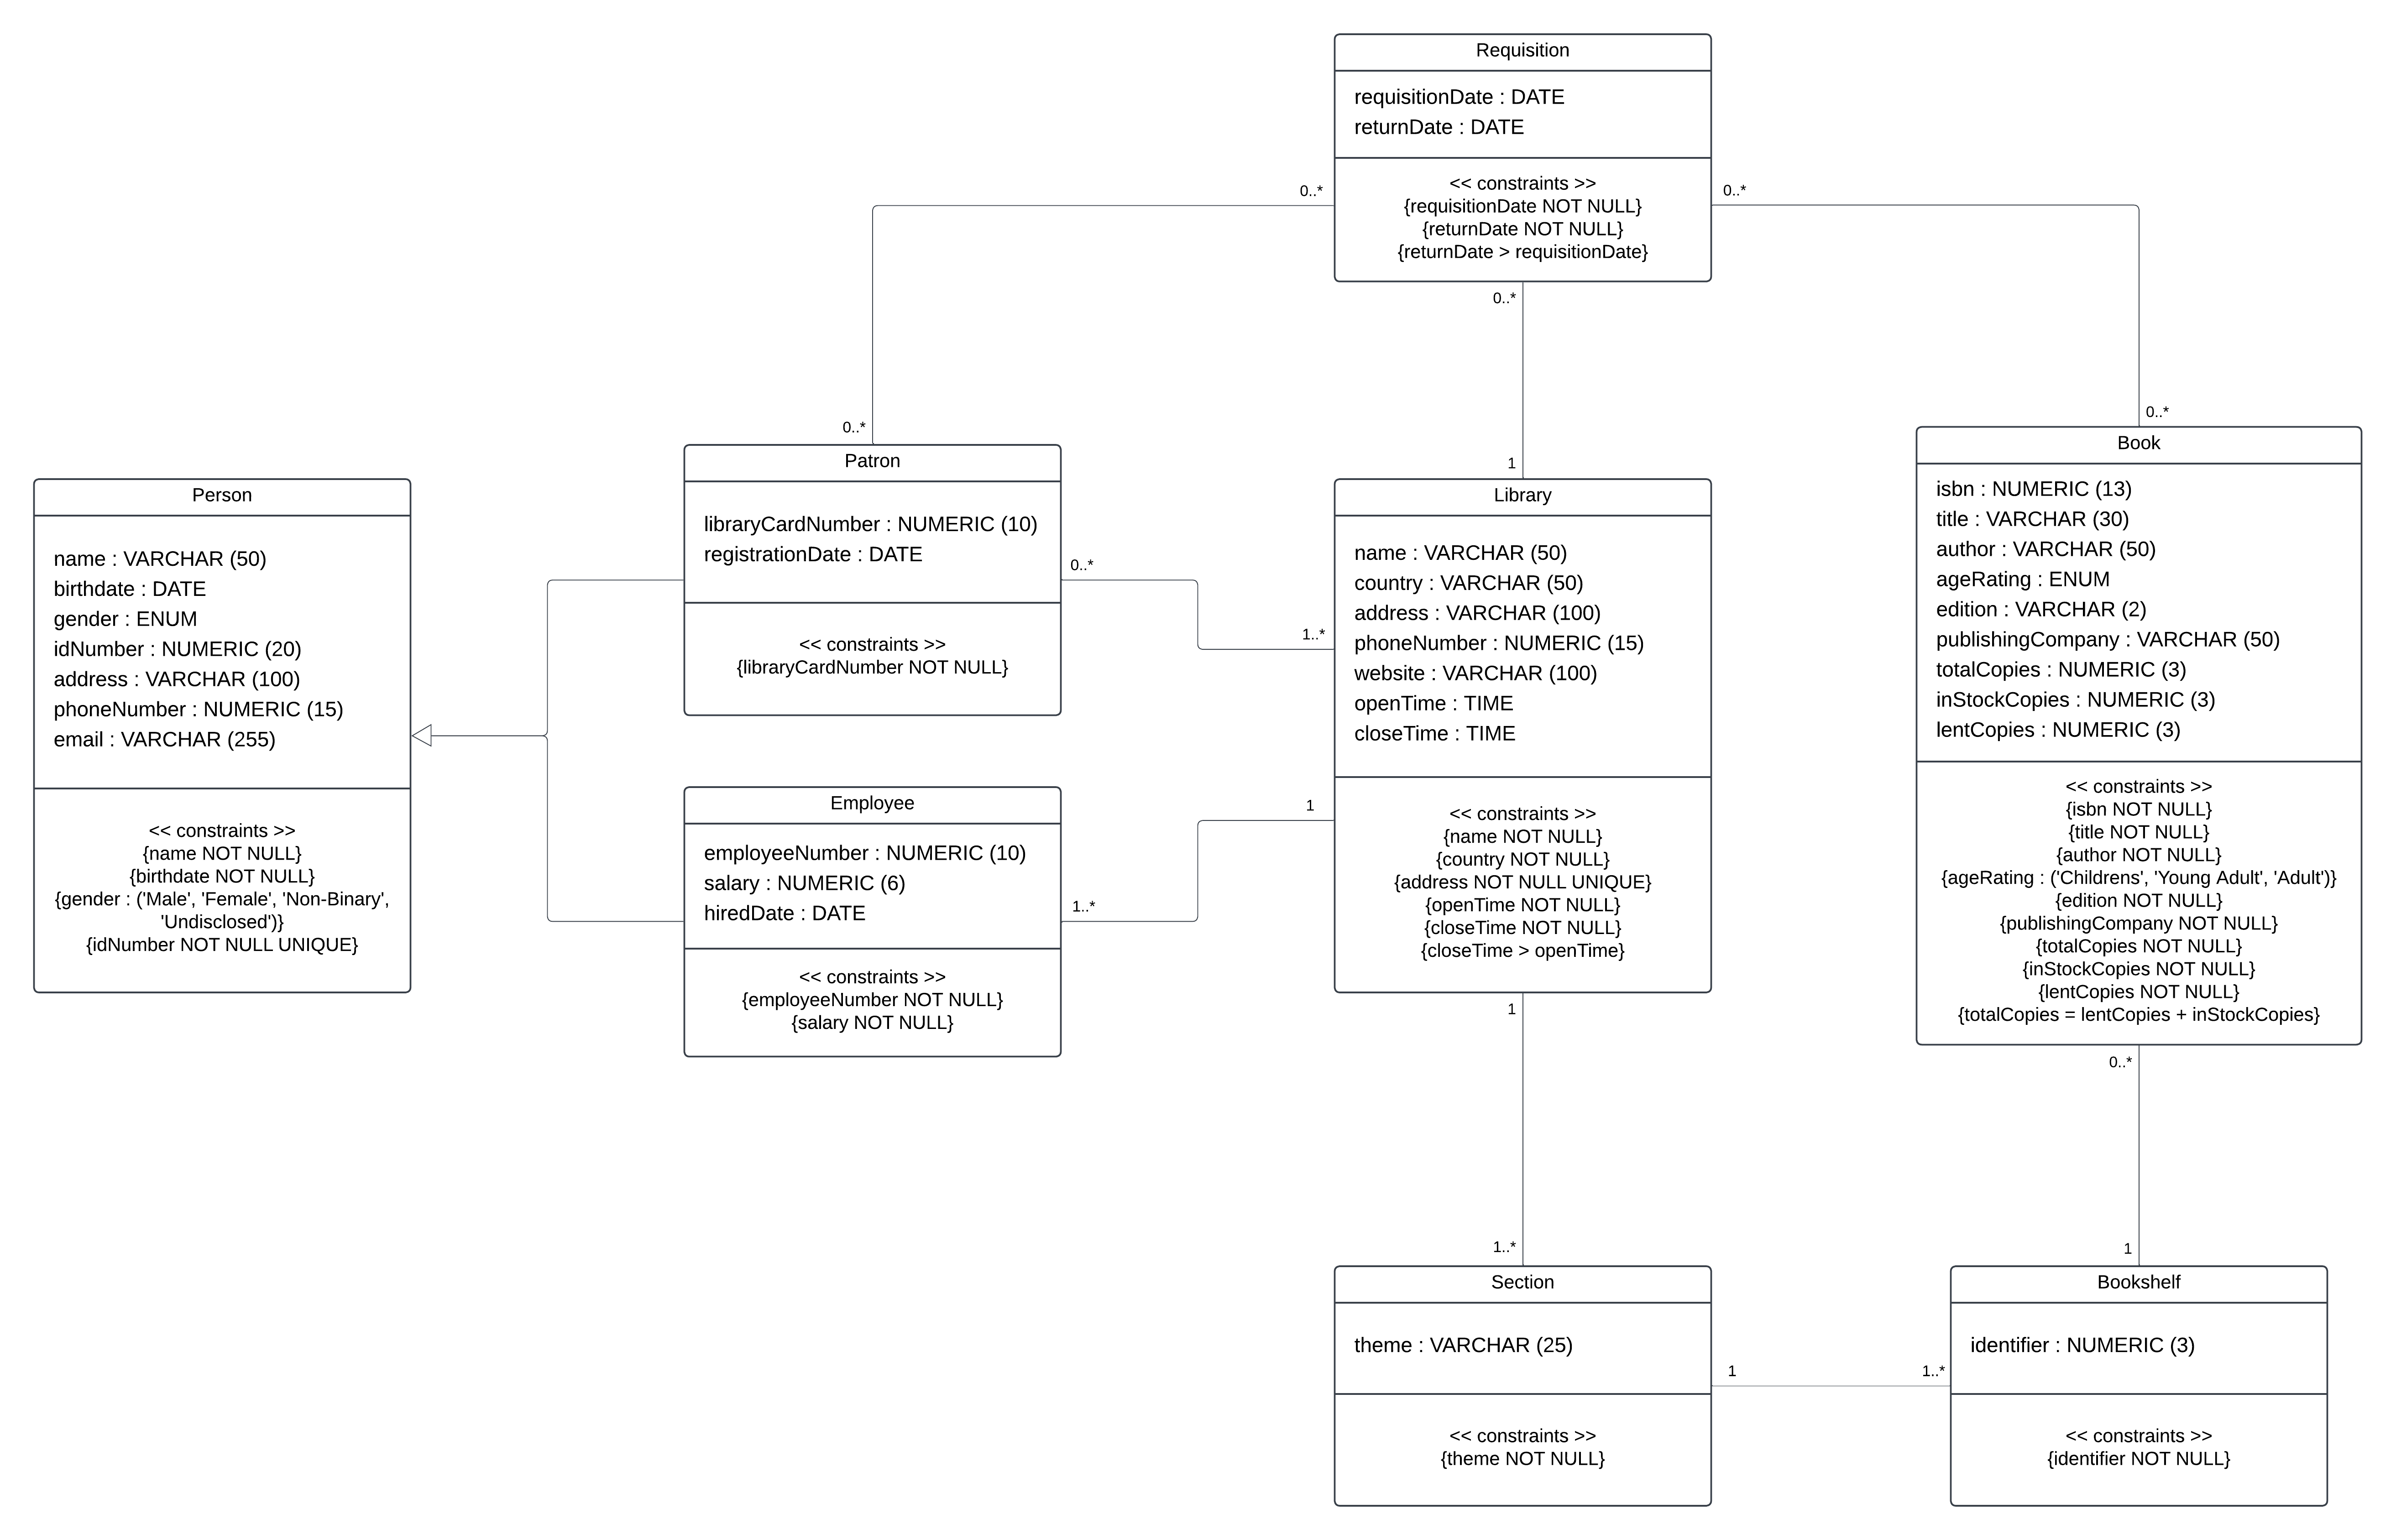 Requisition
requisitionDate : DATE
returnDate : DATE
<< constraints >>
{requisitionDate NOT NULL}
{returnDate NOT NULL}
{returnDate > requisitionDate}
0..*
0..*
0..*
0..*
0..*
1
Patron
libraryCardNumber : NUMERIC (10)
registrationDate : DATE
<< constraints >>
{libraryCardNumber NOT NULL}
0..*
1..*
Person
name : VARCHAR (50)
birthdate : DATE
gender : ENUM
idNumber : NUMERIC (20)
address : VARCHAR (100)
phoneNumber : NUMERIC (15)
email : VARCHAR (255)
<< constraints >>
{name NOT NULL}
{birthdate NOT NULL}
{gender : ('Male', 'Female', 'Non-Binary',
'Undisclosed')}
{idNumber NOT NULL UNIQUE}
Employee
employeeNumber : NUMERIC (10)
salary : NUMERIC (6)
hiredDate : DATE
<< constraints >>
{employeeNumber NOT NULL}
{salary NOT NULL}
1..*
1
Library
name : VARCHAR (50)
country : VARCHAR (50)
address : VARCHAR (100)
phoneNumber : NUMERIC (15)
website : VARCHAR (100)
openTime : TIME
closeTime : TIME
<< constraints >>
{name NOT NULL}
{country NOT NULL}
{address NOT NULL UNIQUE}
{openTime NOT NULL}
{closeTime NOT NULL}
{closeTime > openTime}
1
1..*
Book
isbn : NUMERIC (13)
title : VARCHAR (30)
author : VARCHAR (50)
ageRating : ENUM
edition : VARCHAR (2)
publishingCompany : VARCHAR (50)
totalCopies : NUMERIC (3)
inStockCopies : NUMERIC (3)
lentCopies : NUMERIC (3)
<< constraints >>
{isbn NOT NULL}
{title NOT NULL}
{author NOT NULL}
{ageRating : ('Childrens', 'Young Adult', 'Adult')}
{edition NOT NULL}
{publishingCompany NOT NULL}
{totalCopies NOT NULL}
{inStockCopies NOT NULL}
{lentCopies NOT NULL}
{totalCopies = lentCopies + inStockCopies}
0..*
1
Section
theme : VARCHAR (25)
<< constraints >>
{theme NOT NULL}
1
1..*
Bookshelf
identifier : NUMERIC (3)
<< constraints >>
{identifier NOT NULL}